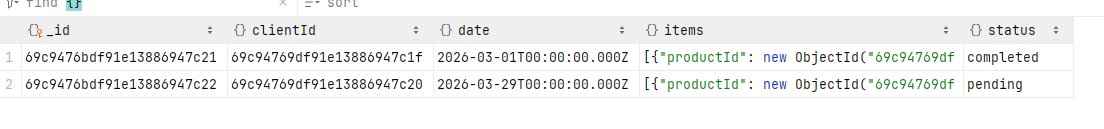 find {} sort
_id clientId date items status
1 69c9476bdf91e13886947c21 69c94769df91e13886947c1f 2026-03-01T00:00:00.000Z [{"productId": new ObjectId("69c94769df completed
2 69c9476bdf91e13886947c22 69c94769df91e13886947c20 2026-03-29T00:00:00.000Z [{"productId": new ObjectId("69c94769df pending